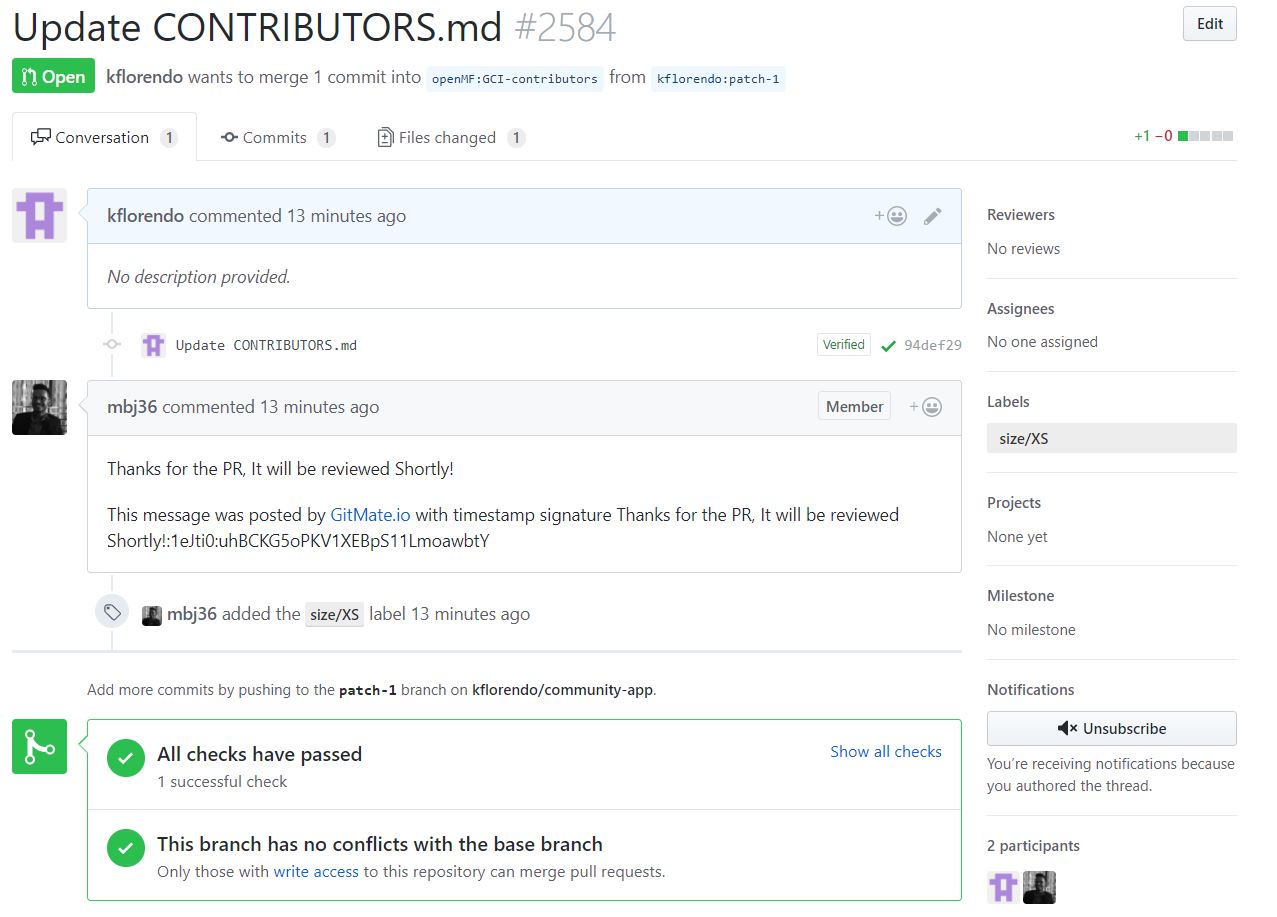 Update CONTRIBUTORS.md #2584
Edit
Open
kflorendo wants to merge 1 commit into openMF:GCI-contributors from kflorendo:patch-1
Conversation 1
Commits 1
Files changed 1
+1 −0
kflorendo commented 13 minutes ago
No description provided.
Update CONTRIBUTORS.md
Verified
94def29
mbj36 commented 13 minutes ago
Member
Thanks for the PR, It will be reviewed Shortly!
This message was posted by GitMate.io with timestamp signature Thanks for the PR, It will be reviewed
Shortly!:1eJti0:uhBCKG5oPKV1XEBpS11LmoawbtY
mbj36 added the size/XS label 13 minutes ago
Add more commits by pushing to the patch-1 branch on kflorendo/community-app.
All checks have passed
1 successful check
Show all checks
This branch has no conflicts with the base branch
Only those with write access to this repository can merge pull requests.
Reviewers
No reviews
Assignees
No one assigned
Labels
size/XS
Projects
None yet
Milestone
No milestone
Notifications
Unsubscribe
You’re receiving notifications because
you authored the thread.
2 participants